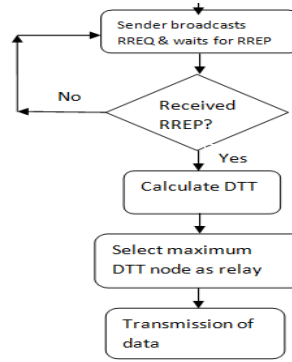 Sender broadcasts
RREQ & waits for RREP
No
Received
RREP?
Yes
Calculate DTT
Select maximum
DTT node as relay
Transmission of
data